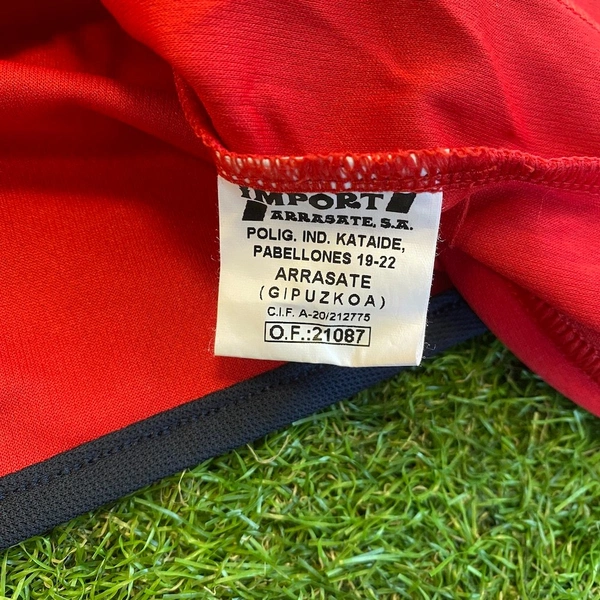 IMPORT
ARRASATE, S.A.
POLIG. IND. KATAIDE,
PABELLONES 19-22
ARRASATE
(GIPUZKOA)
C.I.F. A-20/212775
O.F.:21087